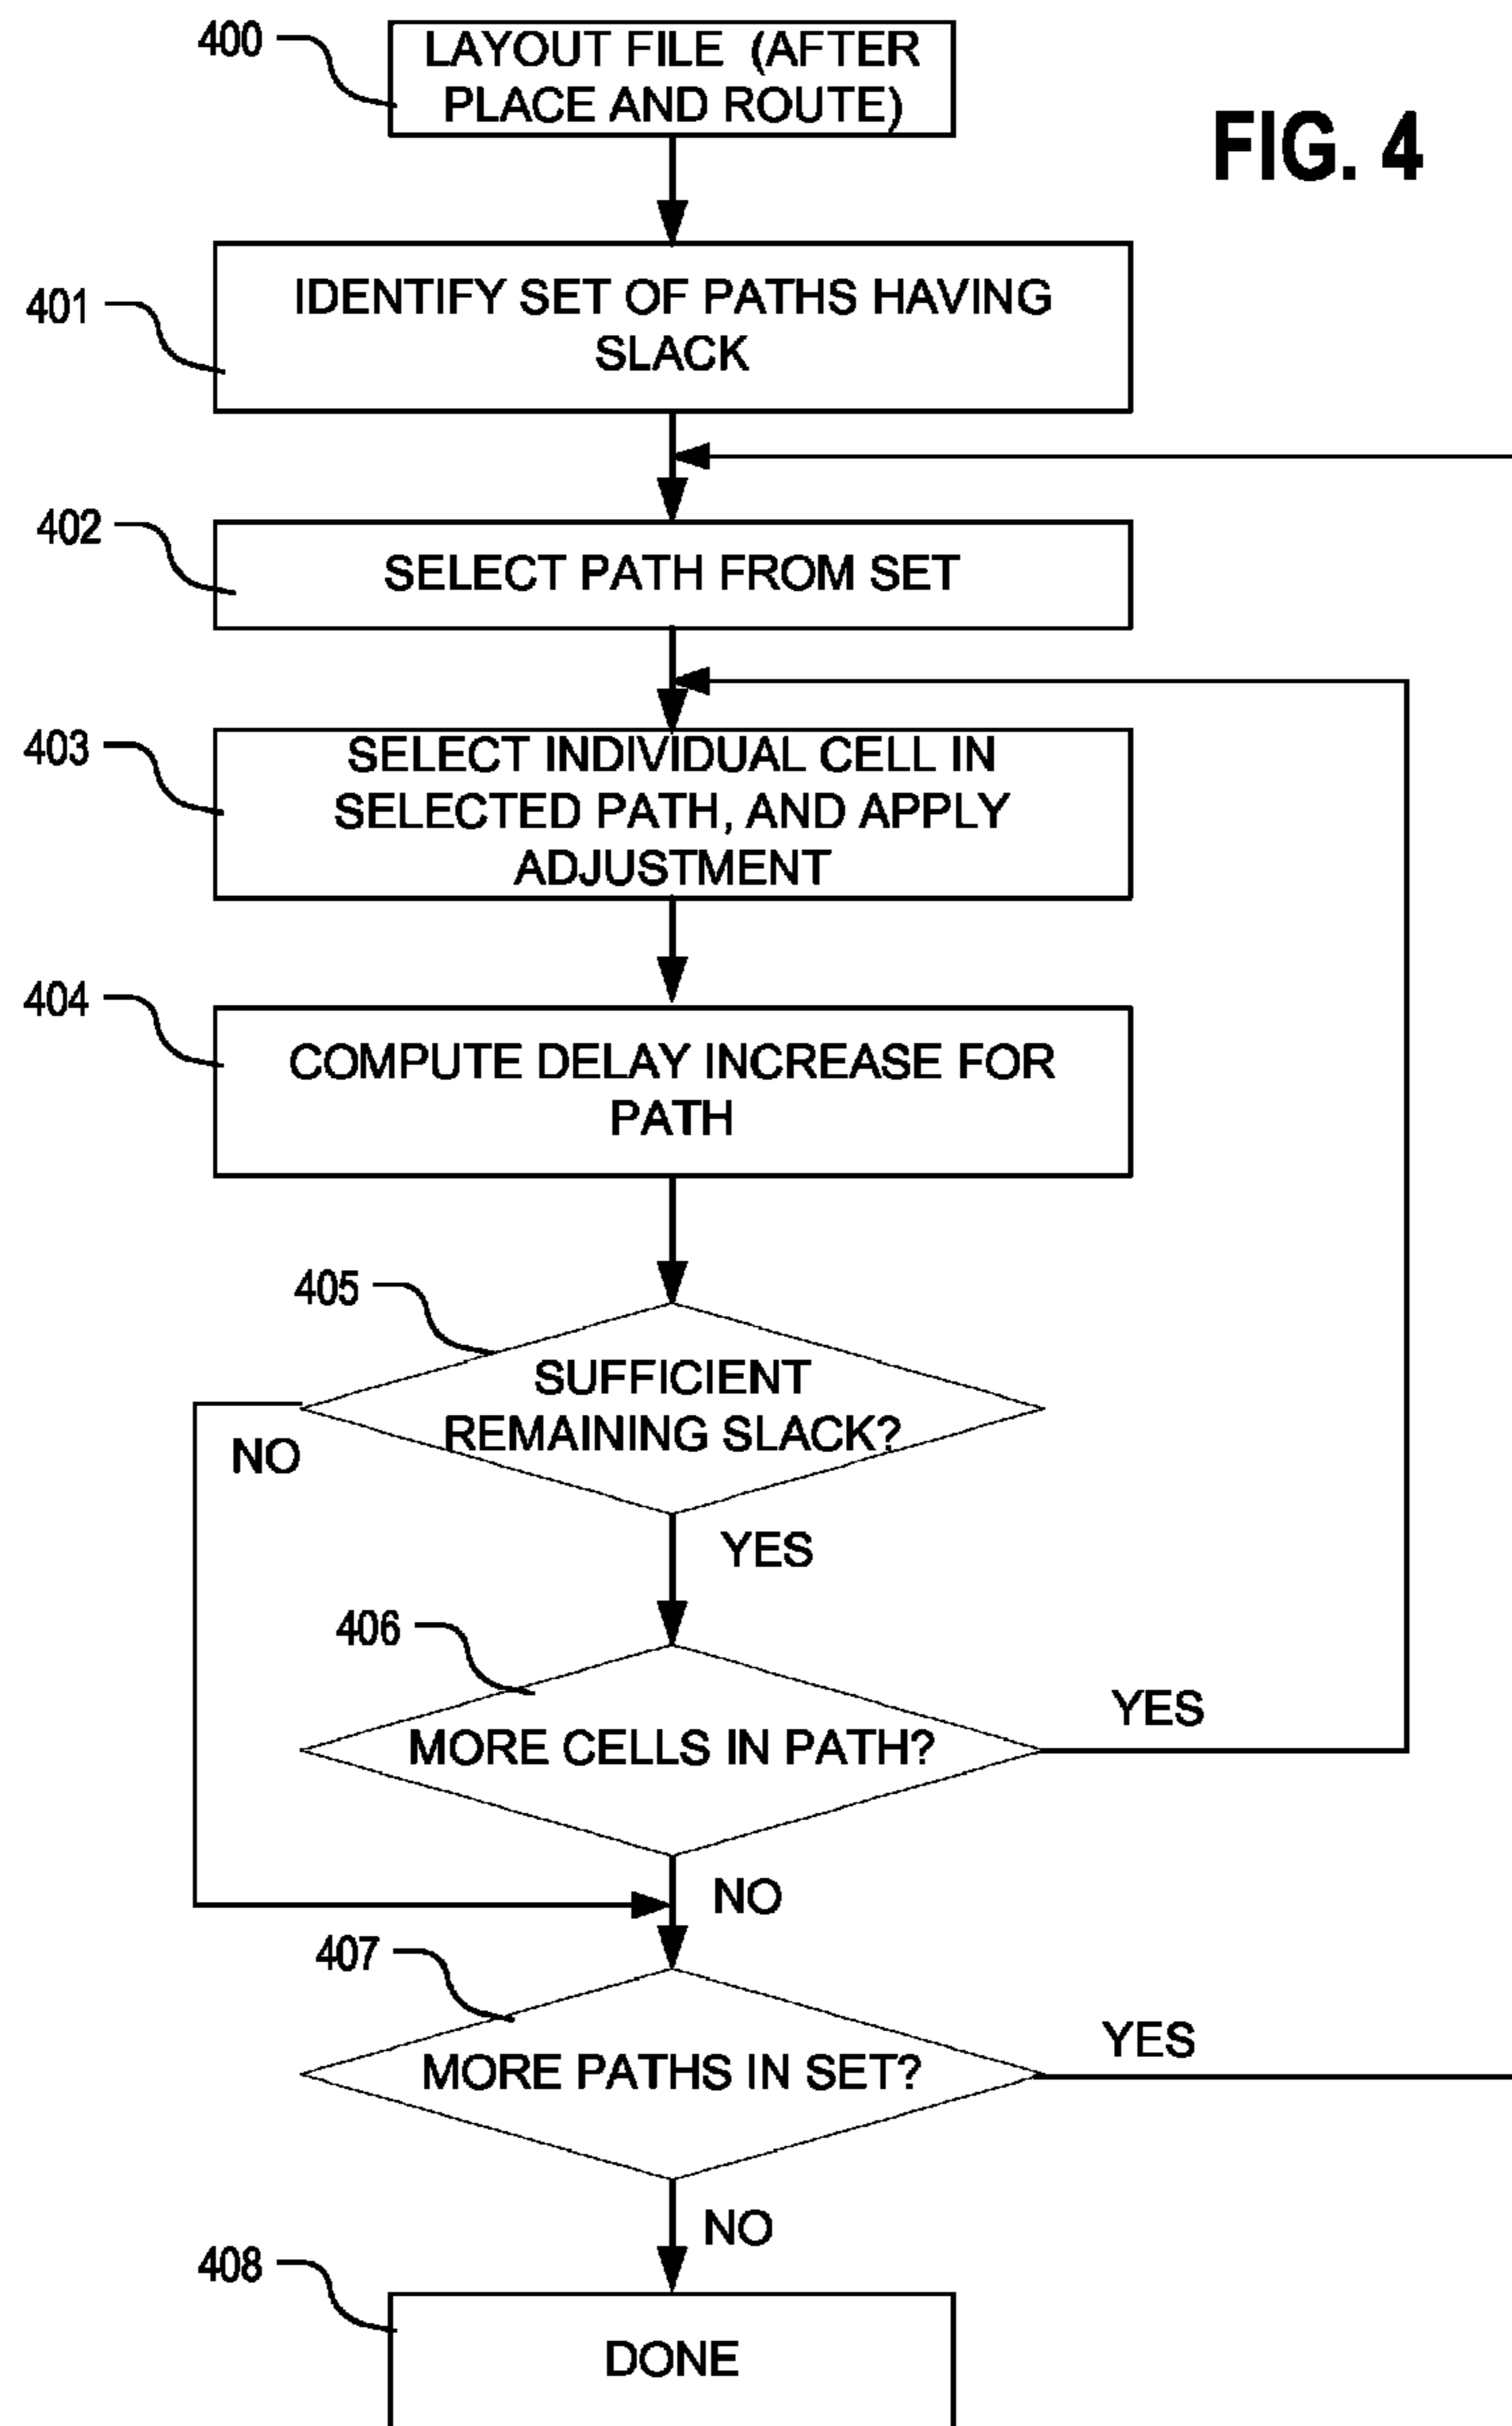 400
LAYOUT FILE (AFTER
PLACE AND ROUTE)
FIG. 4
401
IDENTIFY SET OF PATHS HAVING
SLACK
402
SELECT PATH FROM SET
403
SELECT INDIVIDUAL CELL IN
SELECTED PATH, AND APPLY
ADJUSTMENT
404
COMPUTE DELAY INCREASE FOR
PATH
405
SUFFICIENT
REMAINING SLACK?
NO
YES
406
MORE CELLS IN PATH?
YES
NO
407
MORE PATHS IN SET?
YES
NO
408
DONE